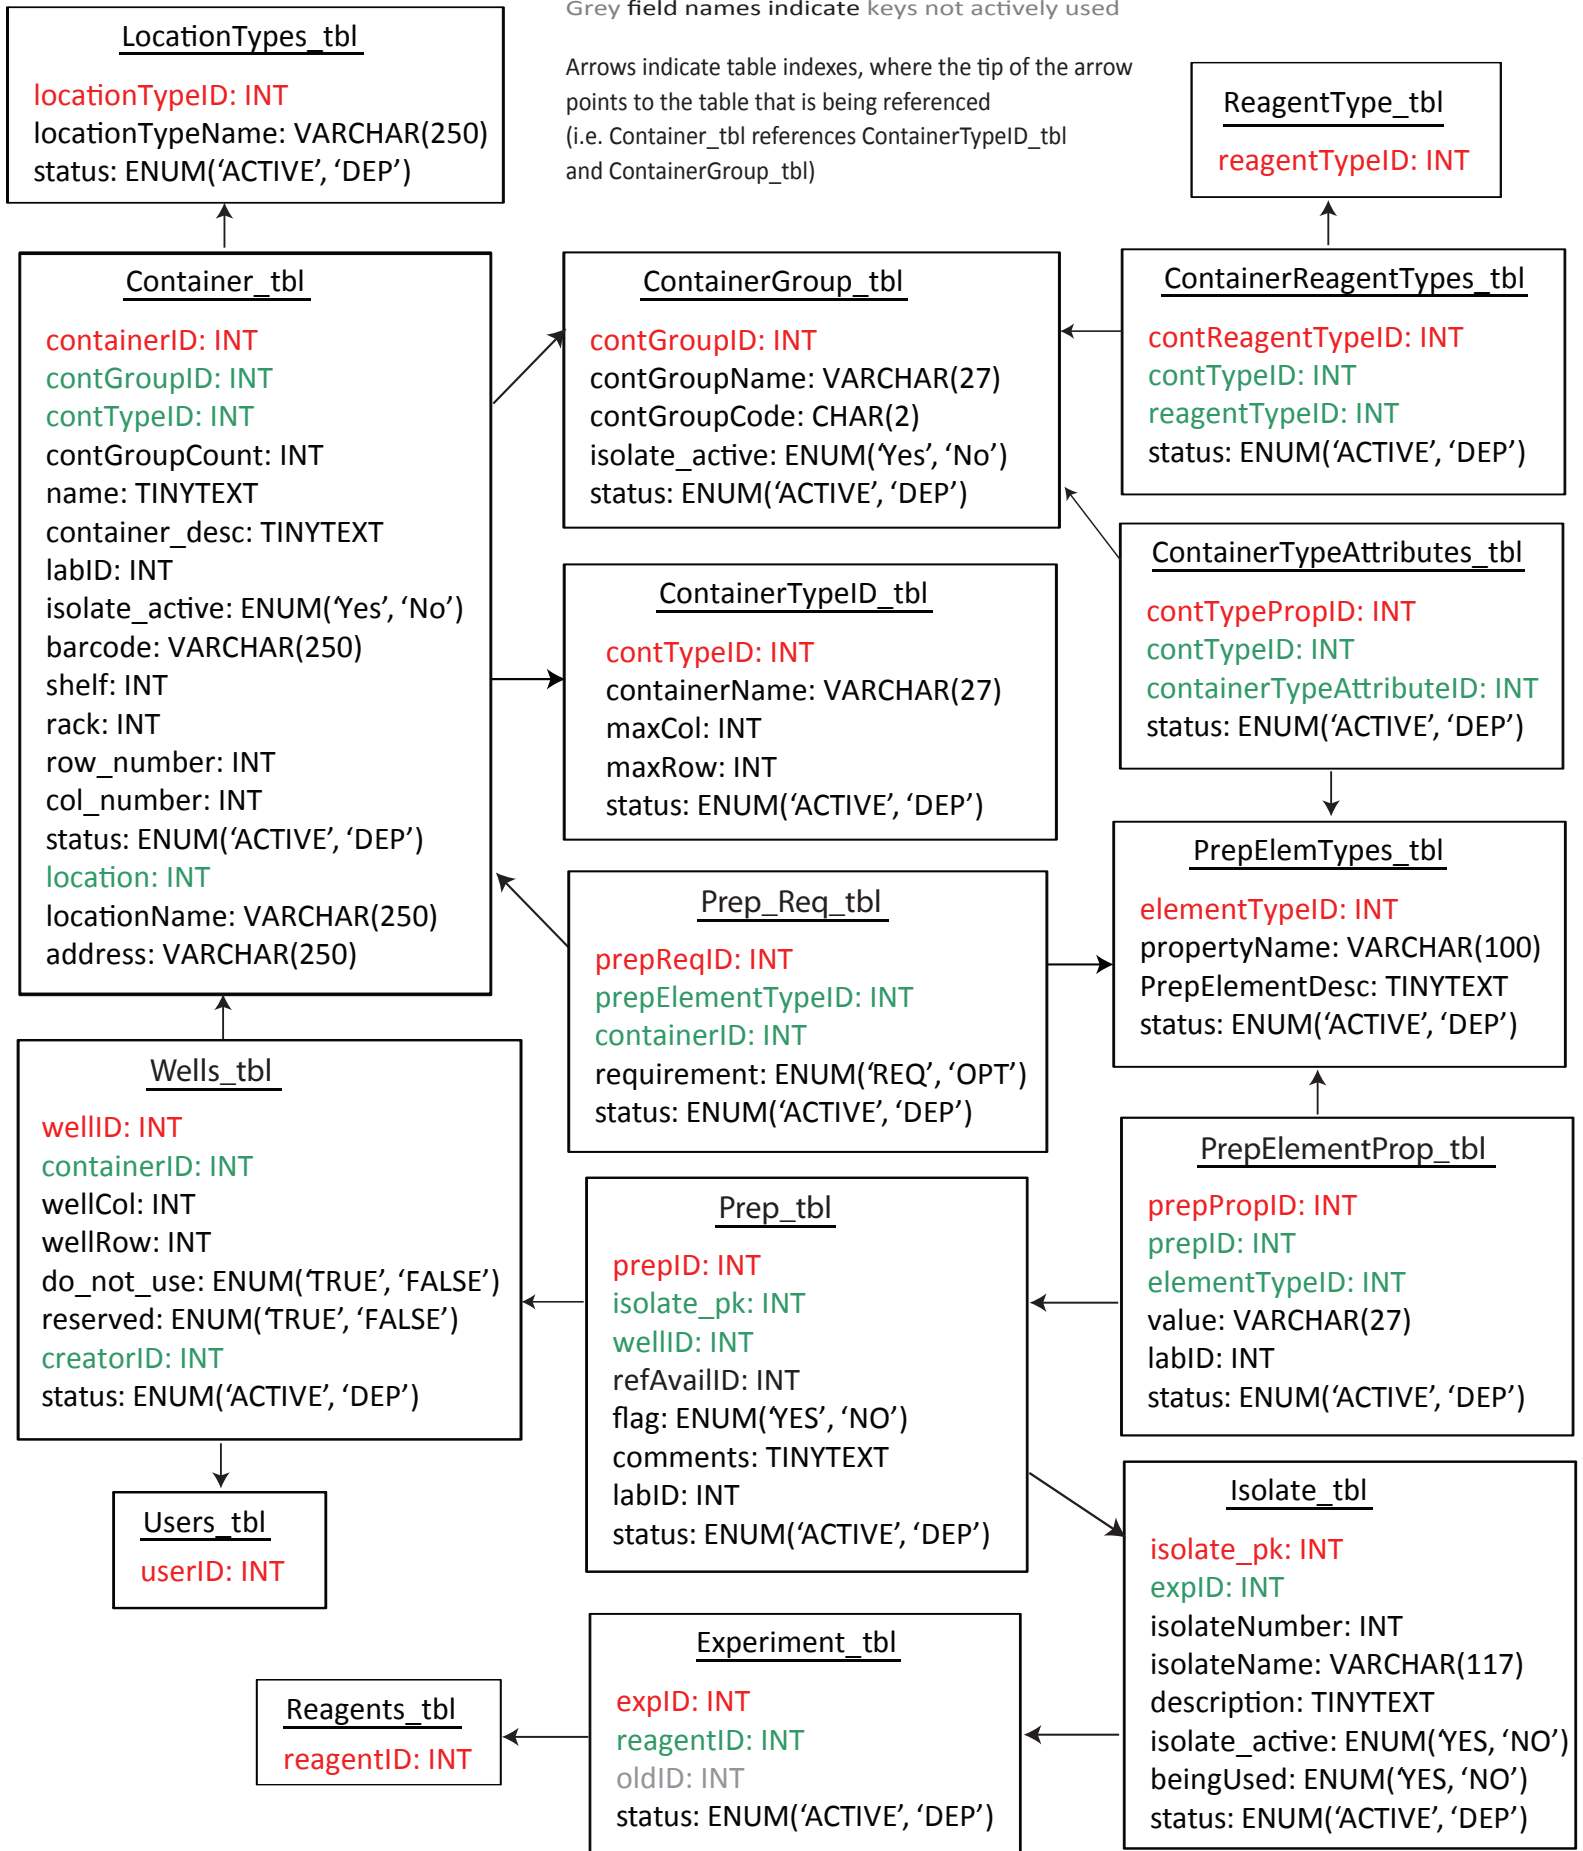 Grey field names indicate keys not actively used
Arrows indicate table indexes, where the tip of the arrow
points to the table that is being referenced
(i.e. Container_tbl references ContainerTypeID_tbl
and ContainerGroup_tbl)
LocationTypes_tbl
locationTypeID: INT
locationTypeName: VARCHAR(250)
status: ENUM(‘ACTIVE’, ‘DEP’)
ReagentType_tbl
reagentTypeID: INT
Container_tbl
containerID: INT
contGroupID: INT
contTypeID: INT
contGroupCount: INT
name: TINYTEXT
container_desc: TINYTEXT
labID: INT
isolate_active: ENUM(‘Yes’, ‘No’)
barcode: VARCHAR(250)
shelf: INT
rack: INT
row_number: INT
col_number: INT
status: ENUM(‘ACTIVE’, ‘DEP’)
location: INT
locationName: VARCHAR(250)
address: VARCHAR(250)
ContainerGroup_tbl
contGroupID: INT
contGroupName: VARCHAR(27)
contGroupCode: CHAR(2)
isolate_active: ENUM(‘Yes’, ‘No’)
status: ENUM(‘ACTIVE’, ‘DEP’)
ContainerReagentTypes_tbl
contReagentTypeID: INT
contTypeID: INT
reagentTypeID: INT
status: ENUM(‘ACTIVE’, ‘DEP’)
ContainerTypeID_tbl
contTypeID: INT
containerName: VARCHAR(27)
maxCol: INT
maxRow: INT
status: ENUM(‘ACTIVE’, ‘DEP’)
ContainerTypeAttributes_tbl
contTypePropID: INT
contTypeID: INT
containerTypeAttributeID: INT
status: ENUM(‘ACTIVE’, ‘DEP’)
Prep_Req_tbl
prepReqID: INT
prepElementTypeID: INT
containerID: INT
requirement: ENUM(‘REQ’, ‘OPT’)
status: ENUM(‘ACTIVE’, ‘DEP’)
PrepElemTypes_tbl
elementTypeID: INT
propertyName: VARCHAR(100)
PrepElementDesc: TINYTEXT
status: ENUM(‘ACTIVE’, ‘DEP’)
Wells_tbl
wellID: INT
containerID: INT
wellCol: INT
wellRow: INT
do_not_use: ENUM(‘TRUE’, ‘FALSE’)
reserved: ENUM(‘TRUE’, ‘FALSE’)
creatorID: INT
status: ENUM(‘ACTIVE’, ‘DEP’)
Prep_tbl
prepID: INT
isolate_pk: INT
wellID: INT
refAvailID: INT
flag: ENUM(‘YES’, ‘NO’)
comments: TINYTEXT
labID: INT
status: ENUM(‘ACTIVE’, ‘DEP’)
PrepElementProp_tbl
prepPropID: INT
prepID: INT
elementTypeID: INT
value: VARCHAR(27)
labID: INT
status: ENUM(‘ACTIVE’, ‘DEP’)
Users_tbl
userID: INT
Isolate_tbl
isolate_pk: INT
expID: INT
isolateNumber: INT
isolateName: VARCHAR(117)
description: TINYTEXT
isolate_active: ENUM(‘YES, ‘NO’)
beingUsed: ENUM(‘YES, ‘NO’)
status: ENUM(‘ACTIVE’, ‘DEP’)
Experiment_tbl
expID: INT
reagentID: INT
oldID: INT
status: ENUM(‘ACTIVE’, ‘DEP’)
Reagents_tbl
reagentID: INT